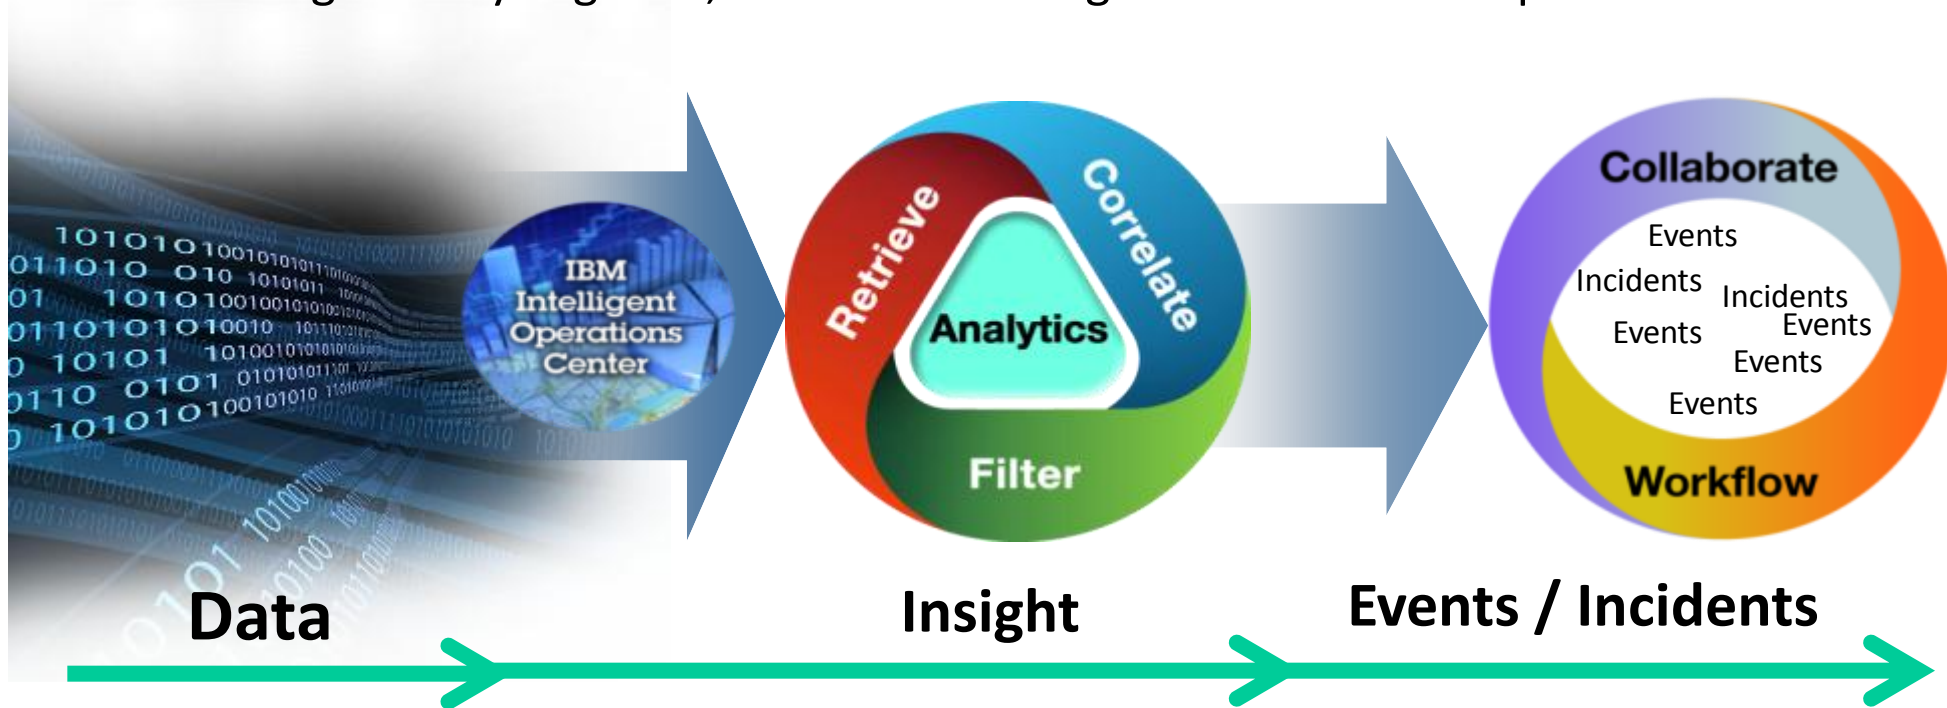 IBM
Intelligent
Operations
Center
Retrieve
Correlate
Analytics
Filter
Collaborate
Events
Incidents
Incidents
Events
Events
Events
Events
Workflow
Data
Insight
Events / Incidents